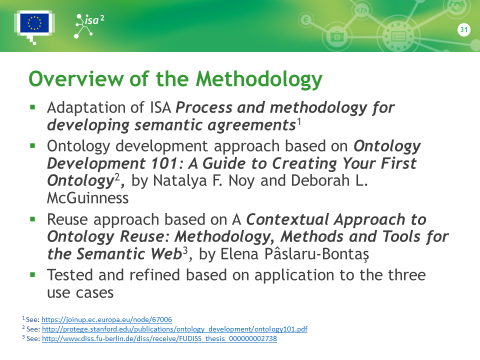 isa²
31
Overview of the Methodology
▪ Adaptation of ISA Process and methodology for
developing semantic agreements¹
▪ Ontology development approach based on Ontology
Development 101: A Guide to Creating Your First
Ontology², by Natalya F. Noy and Deborah L.
McGuinness
▪ Reuse approach based on A Contextual Approach to
Ontology Reuse: Methodology, Methods and Tools for
the Semantic Web³, by Elena Pâslaru-Bontaş
▪ Tested and refined based on application to the three
use cases
¹ See: https://joinup.ec.europa.eu/node/67006
² See: http://protege.stanford.edu/publications/ontology_development/ontology101.pdf
³ See: http://www.diss.fu-berlin.de/diss/receive/FUDISS_thesis_000000002738